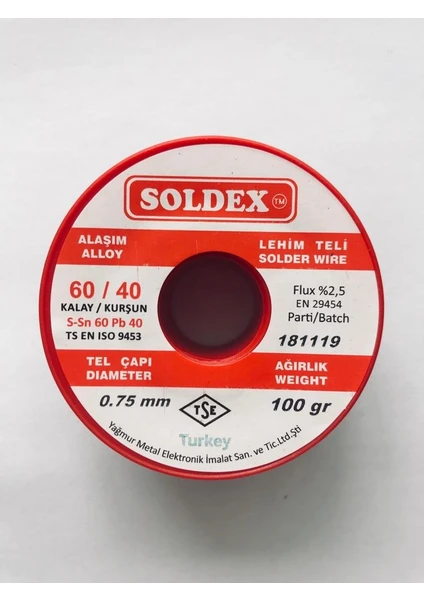 SOLDEX TM
ALAŞIM
ALLOY
LEHİM TELİ
SOLDER WIRE
60 / 40
KALAY / KURŞUN
S-Sn 60 Pb 40
TS EN ISO 9453
Flux %2,5
EN 29454
Parti/Batch
181119
TEL ÇAPI
DIAMETER
AĞIRLIK
WEIGHT
0.75 mm
TSE
100 gr
Turkey
Yağmur Metal Elektronik İmalat San. ve Tic.Ltd.Şti